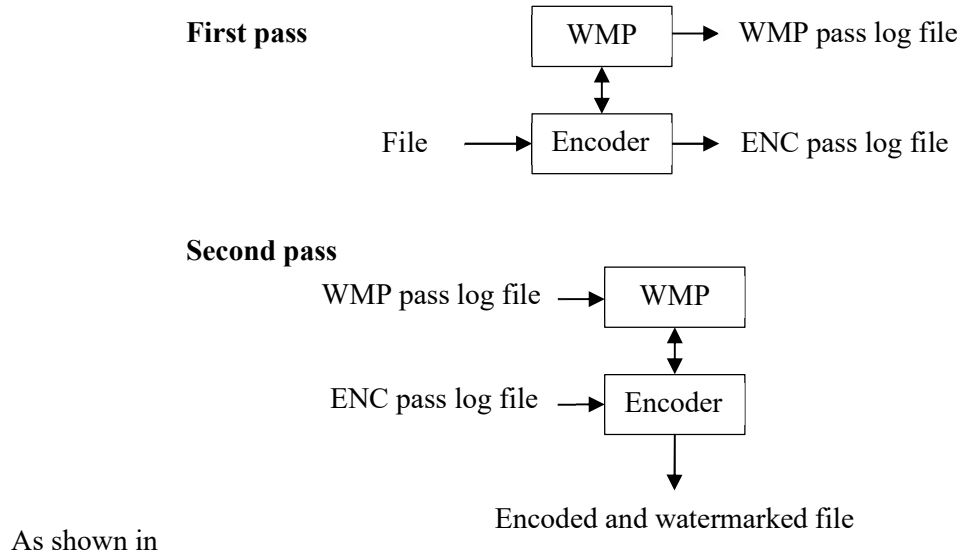 First pass
WMP
WMP pass log file
File
Encoder
ENC pass log file
Second pass
WMP pass log file
WMP
ENC pass log file
Encoder
Encoded and watermarked file
As shown in